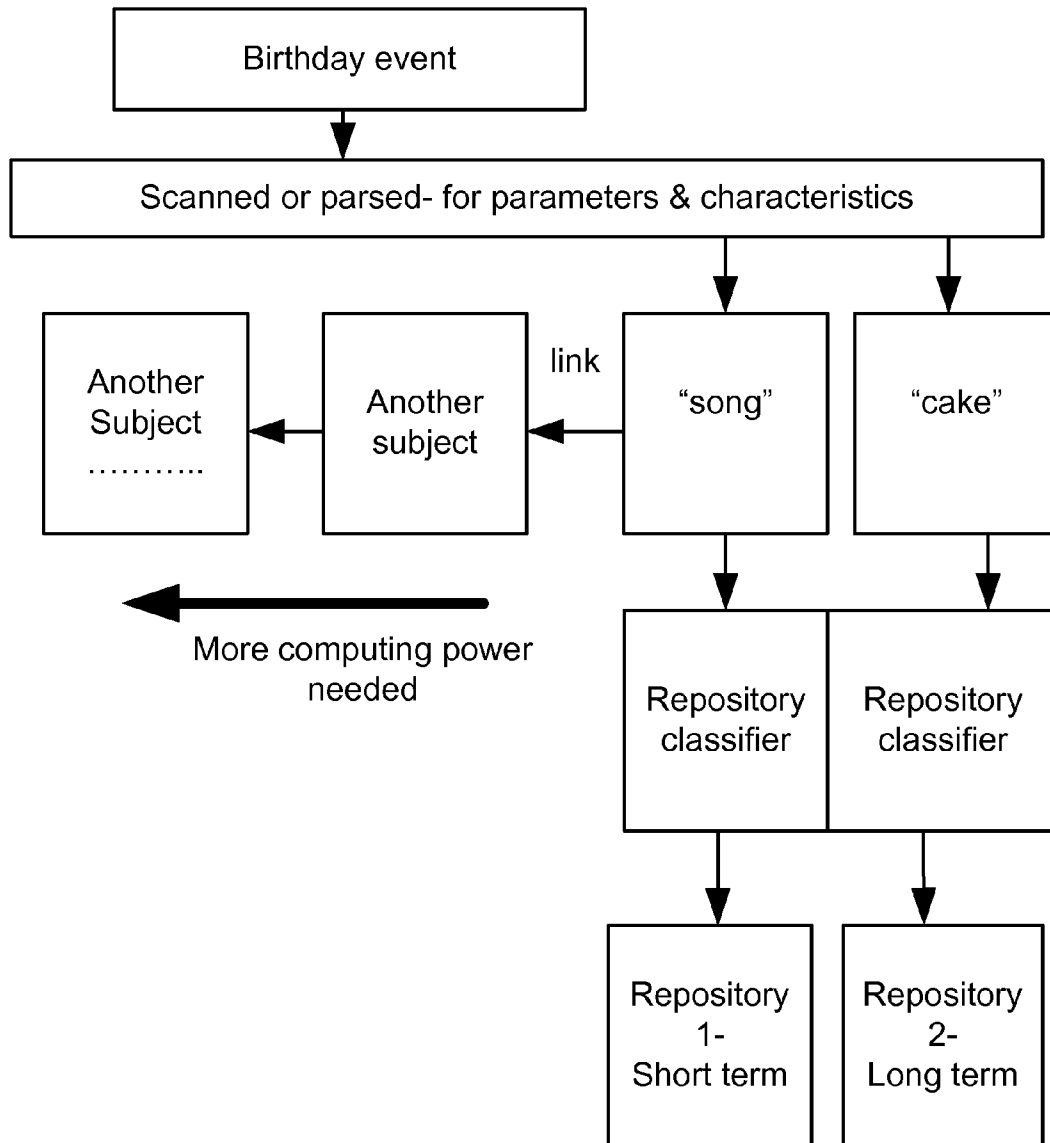 Birthday event
Scanned or parsed- for parameters & characteristics
Another
Subject
………..
Another
subject
link
“song”
“cake”
More computing power
needed
Repository
classifier
Repository
classifier
Repository
1-
Short term
Repository
2-
Long term